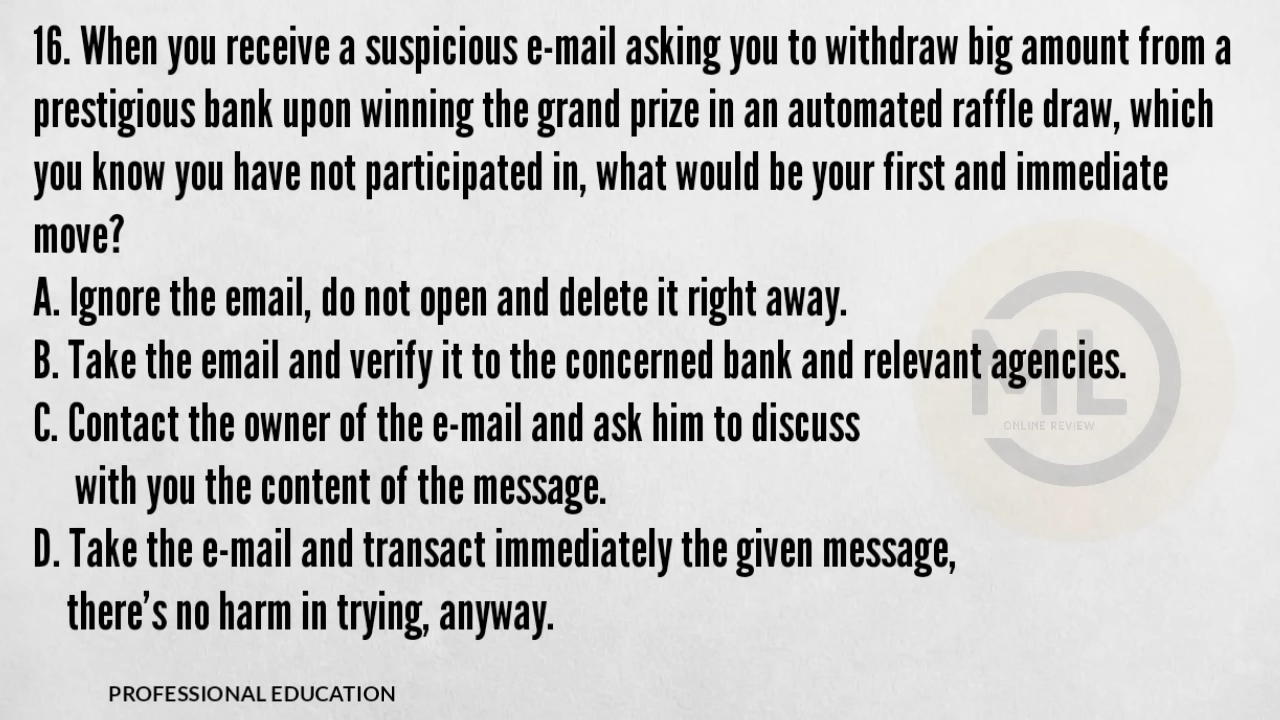 16. When you receive a suspicious e-mail asking you to withdraw big amount from a
prestigious bank upon winning the grand prize in an automated raffle draw, which
you know you have not participated in, what would be your first and immediate
move?
A. Ignore the email, do not open and delete it right away.
B. Take the email and verify it to the concerned bank and relevant agencies.
C. Contact the owner of the e-mail and ask him to discuss
with you the content of the message.
D. Take the e-mail and transact immediately the given message,
there's no harm in trying, anyway.
ML
ONLINE REVIEW
PROFESSIONAL EDUCATION